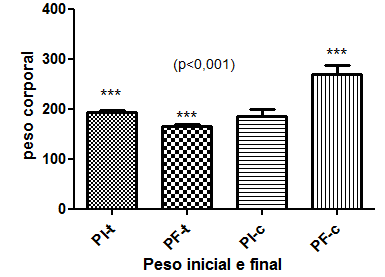 400
300
200
100
0
peso corporal
(p<0,001)
***
***
***
PI-t
PF-t
PI-c
PF-c
Peso inicial e final